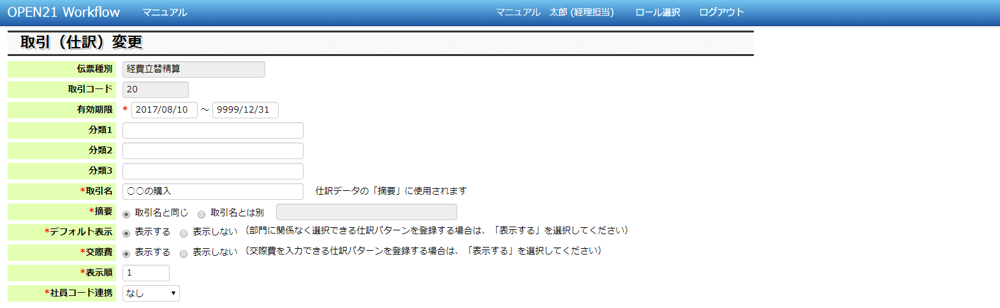 OPEN21 Workflow マニュアル マニュアル 太郎 (経理担当) ロール選択 ログアウト
取引（仕訳）変更
伝票種別 経費立替精算
取引コード 20
有効期限 * 2017/08/10 ～ 9999/12/31
分類1
分類2
分類3
*取引名 〇〇の購入 仕訳データの「摘要」に使用されます
*摘要 取引名と同じ 取引名とは別
*デフォルト表示 表示する 表示しない （部門に関係なく選択できる仕訳パターンを登録する場合は、「表示する」を選択してください）
*交際費 表示する 表示しない （交際費を入力できる仕訳パターンを登録する場合は、「表示する」を選択してください）
*表示順 1
*社員コード連携 なし